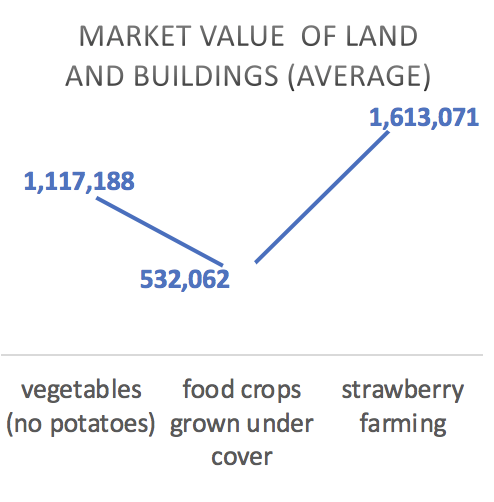 MARKET VALUE OF LAND
AND BUILDINGS (AVERAGE)
1,613,071
1,117,188
532,062
vegetables
(no potatoes)
food crops
grown under
cover
strawberry
farming